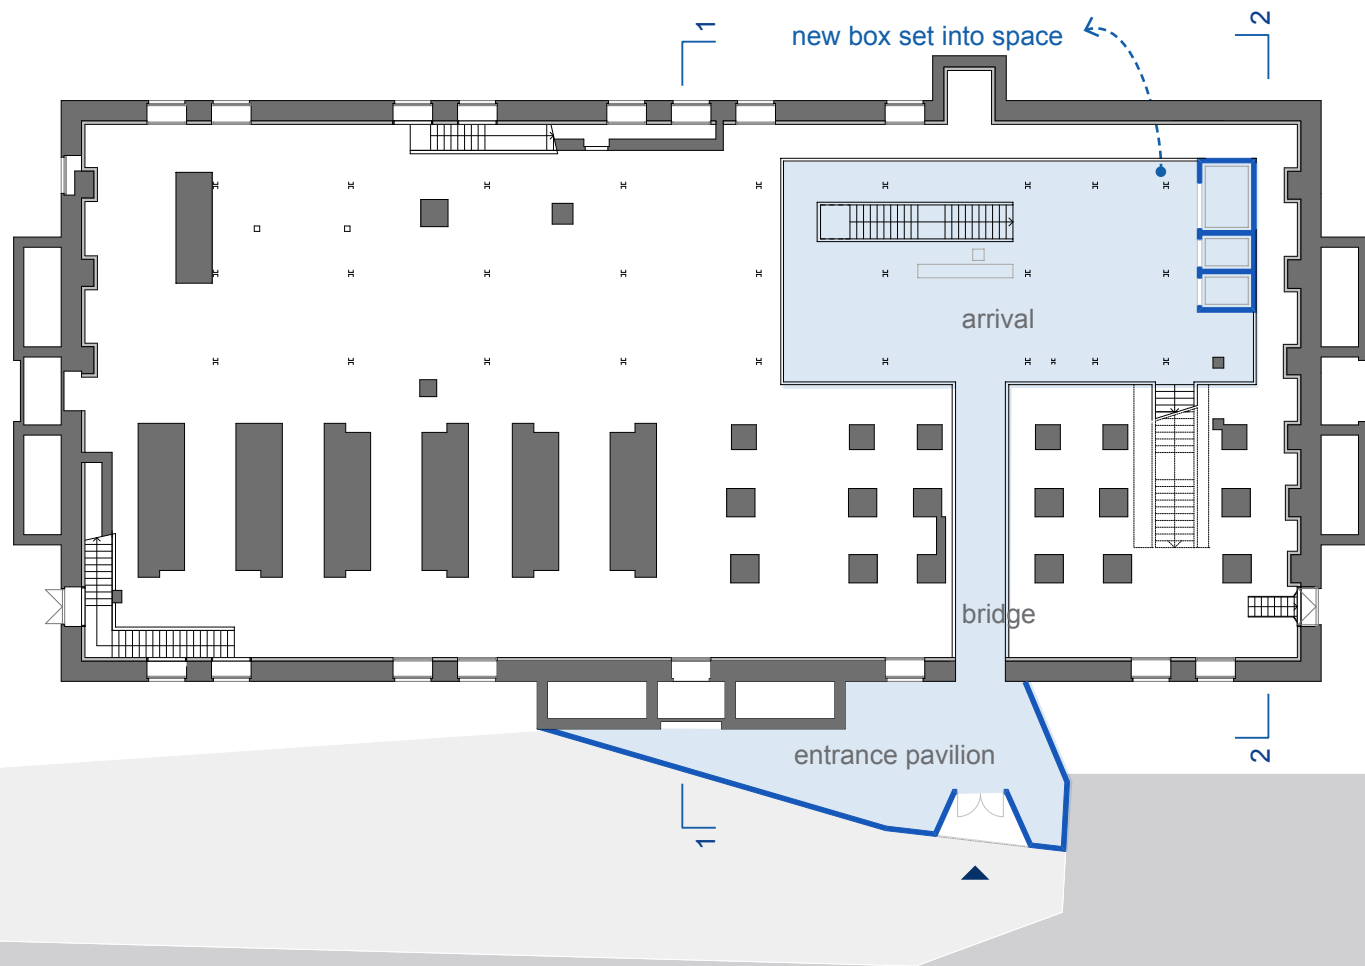 1
new box set into space
2
arrival
bridge
entrance pavilion
2
1